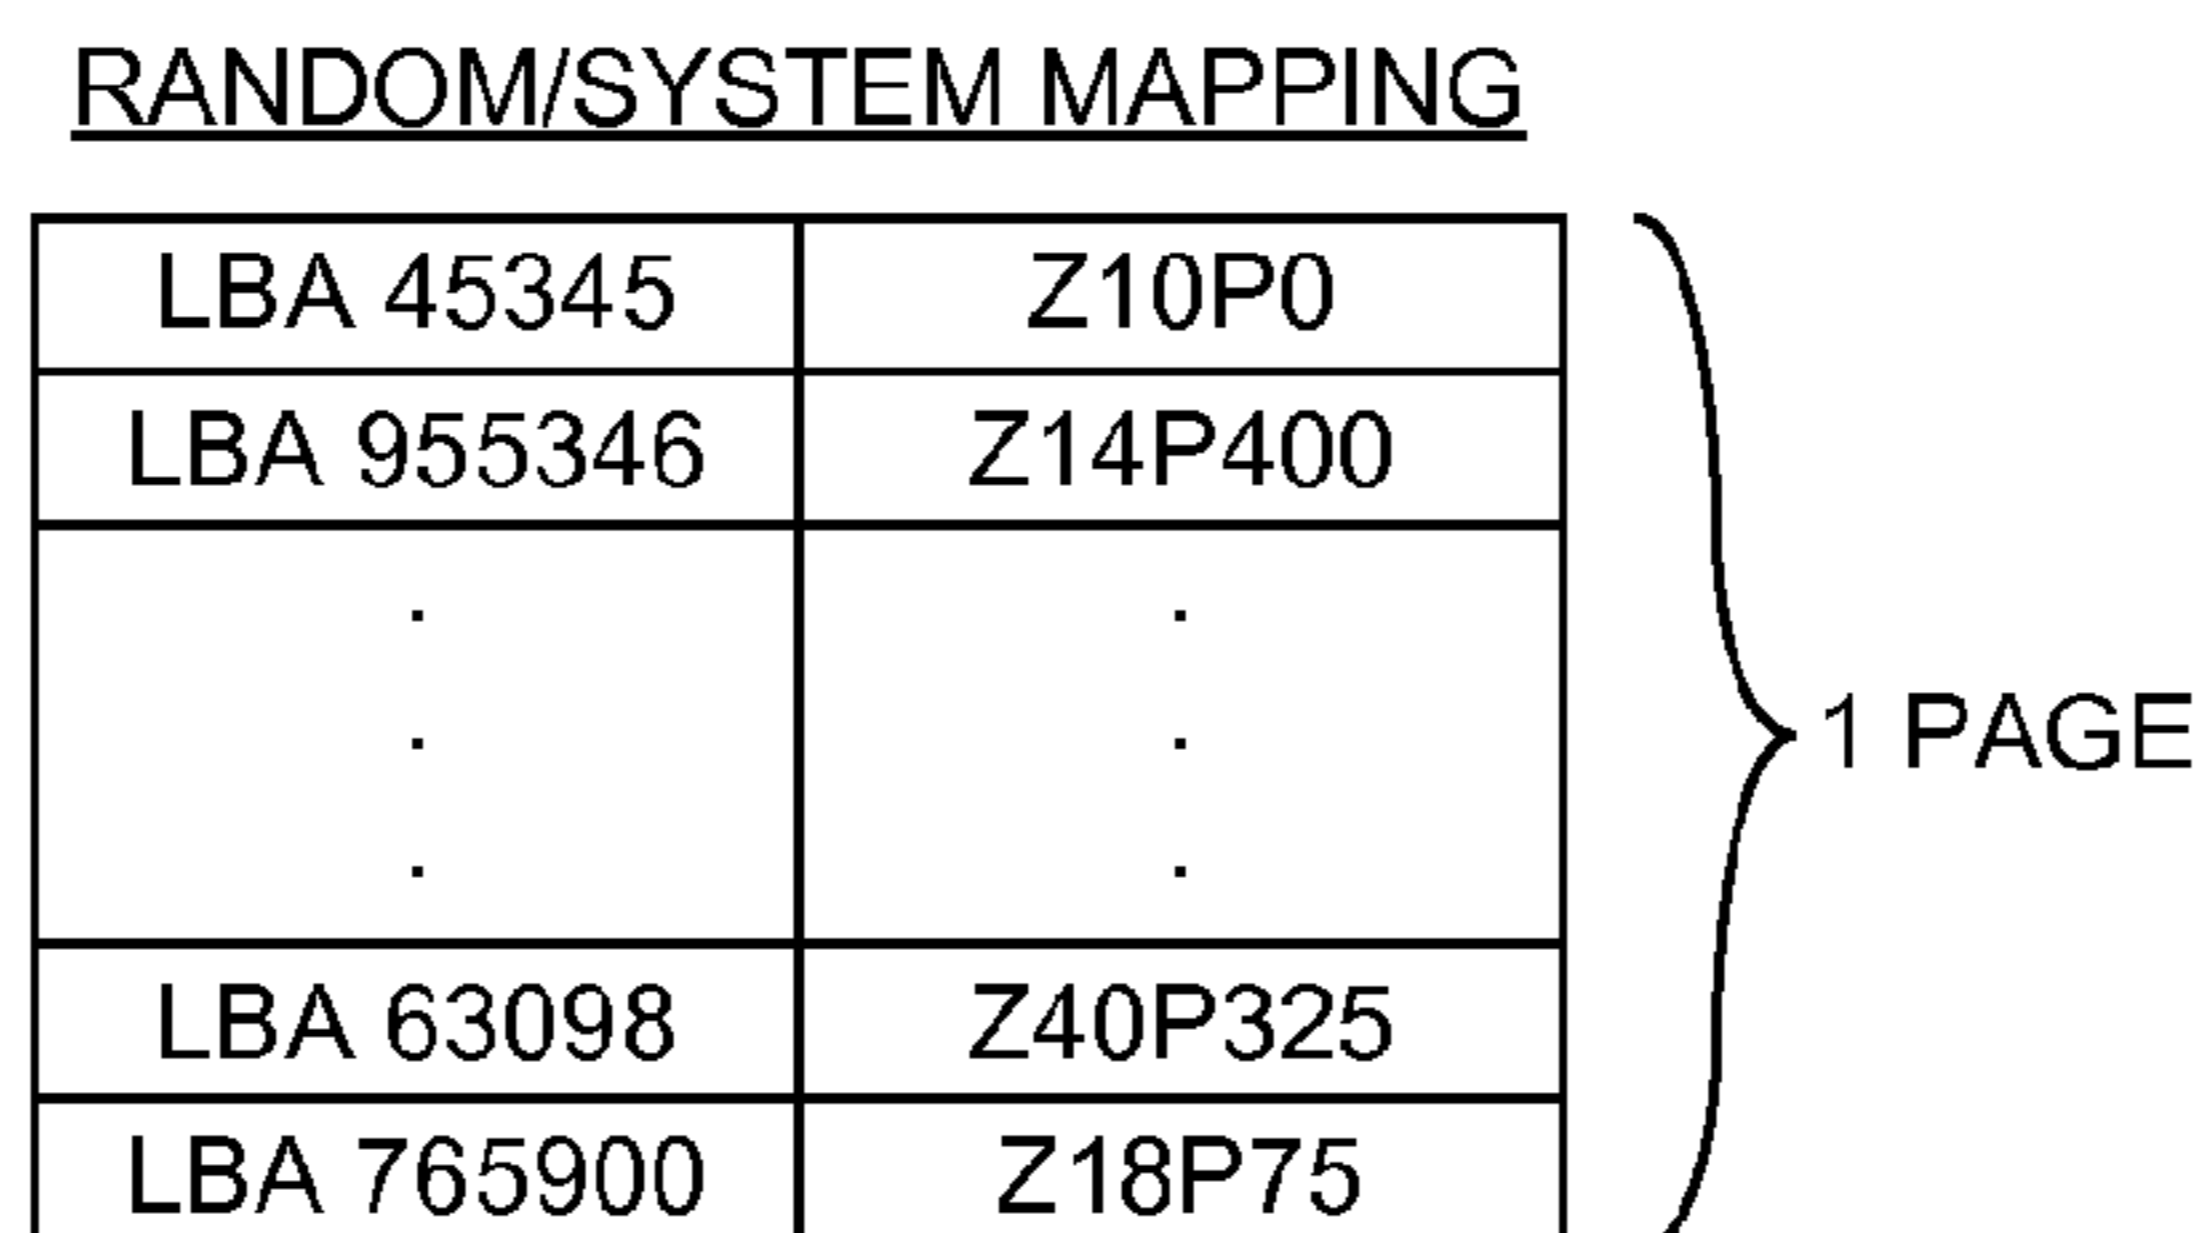 RANDOM/SYSTEM MAPPING
LBA 45345 Z10P0
LBA 955346 Z14P400
. .
. .
1 PAGE
. .
LBA 63098 Z40P325
LBA 765900 Z18P75